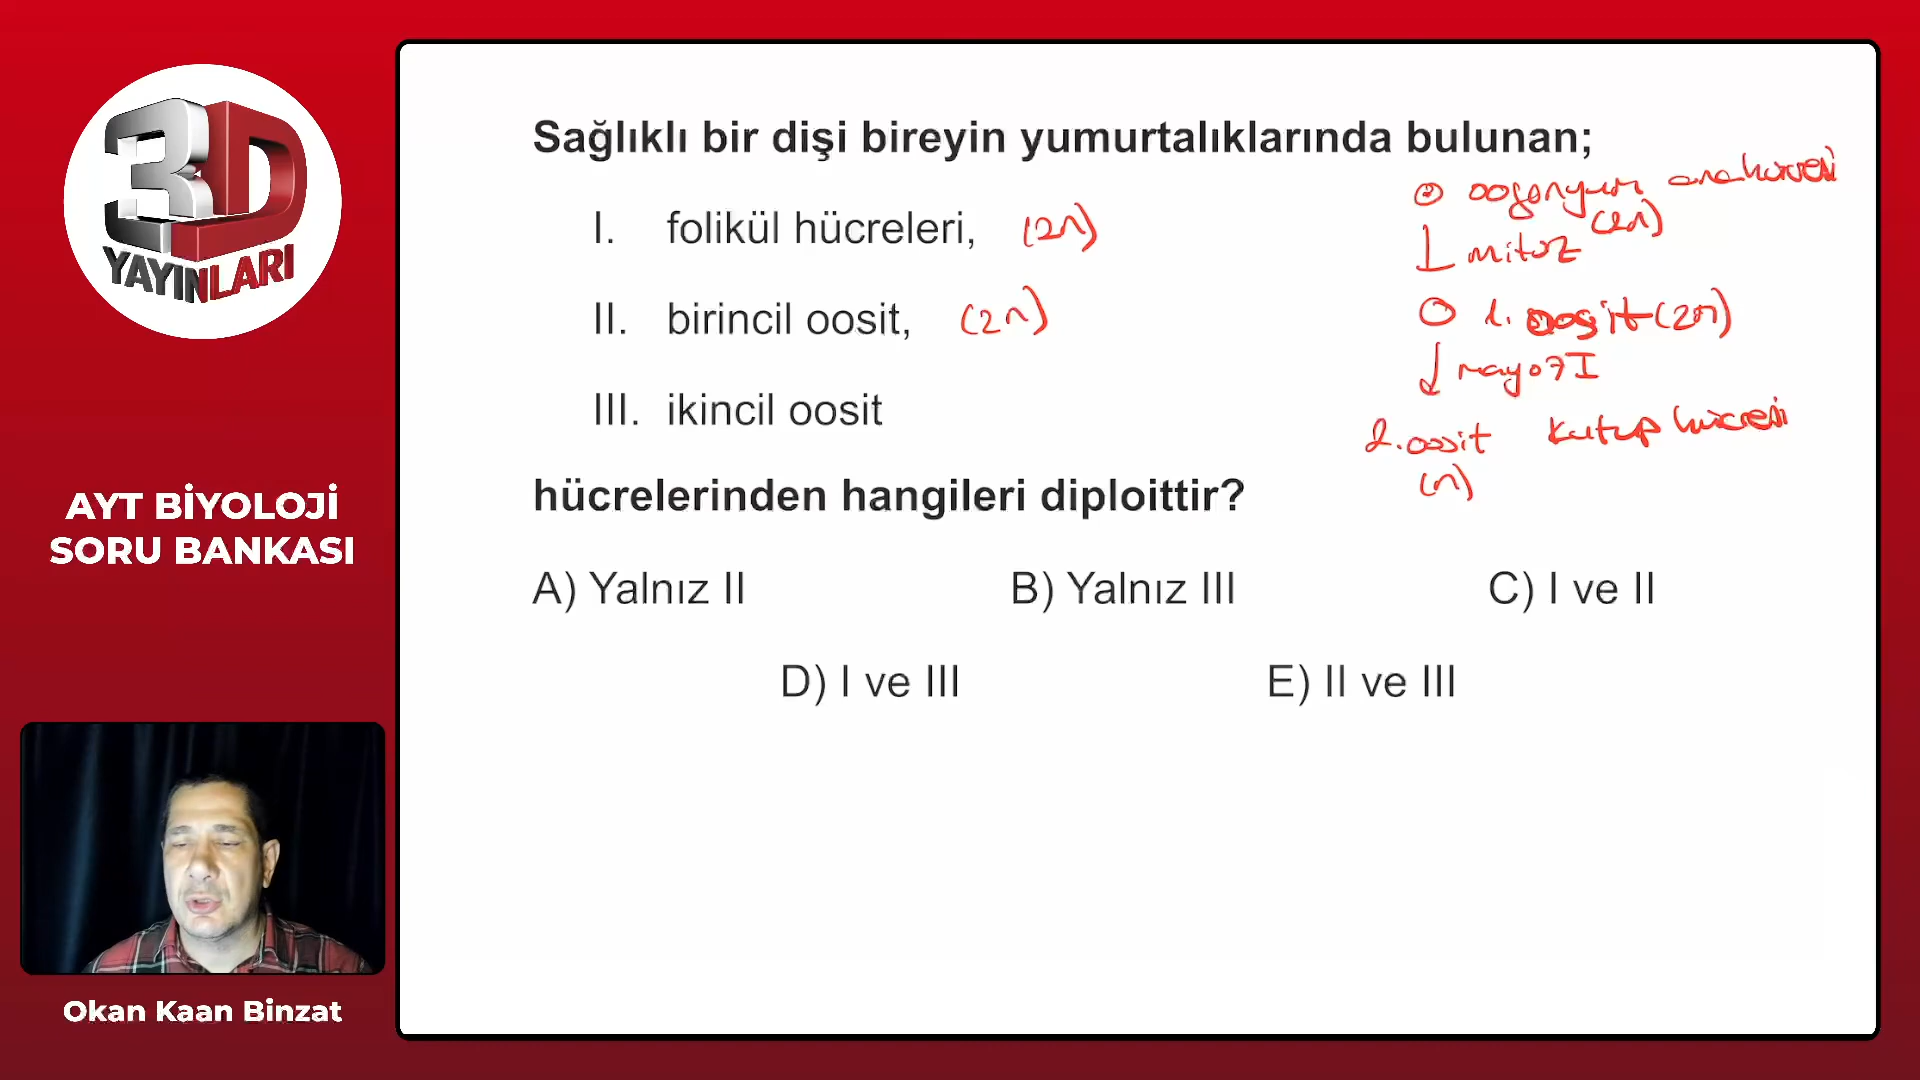 3D
YAYINLARI
AYT BİYOLOJİ
SORU BANKASI
Okan Kaan Binzat
Sağlıklı bir dişi bireyin yumurtalıklarında bulunan;
I. folikül hücreleri, (2n)
II. birincil oosit, (2n)
III. ikincil oosit
hücrelerinden hangileri diploittir?
A) Yalnız II B) Yalnız III C) I ve II
D) I ve III E) II ve III
oogonyum ana hücresi
(2n)
mitoz
1. oosit (2n)
mayoz I
2. oosit kutup hücresi
(n)